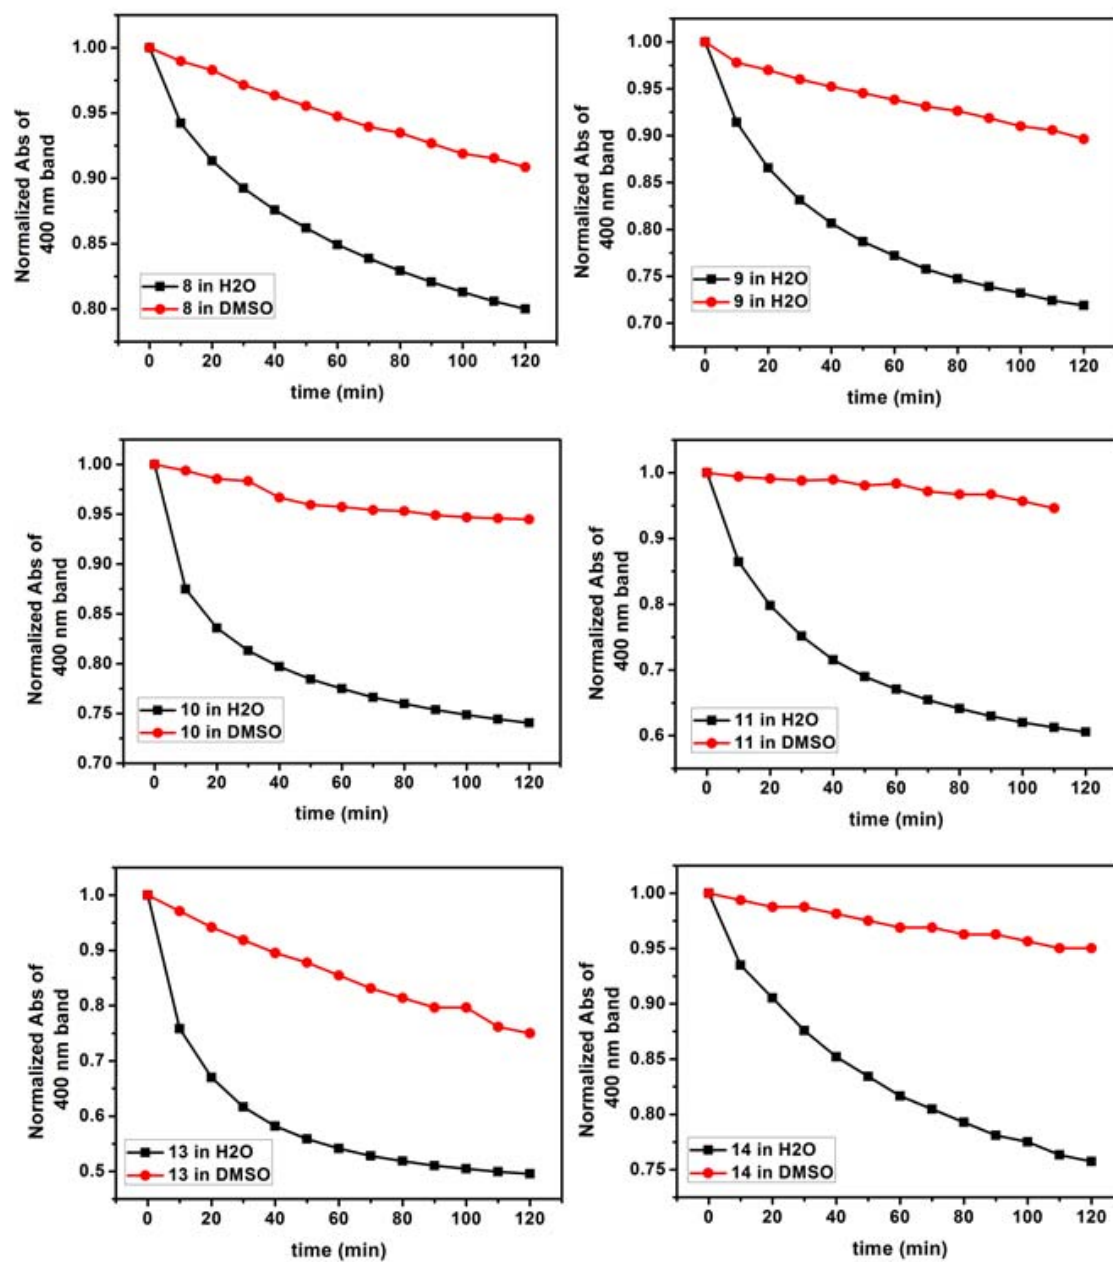 Normalized Abs of
400 nm band
1.00
0.95
0.90
0.85
0.80
8 in H2O
8 in DMSO
0 20 40 60 80 100 120
time (min)
Normalized Abs of
400 nm band
1.00
0.95
0.90
0.85
0.80
0.75
0.70
9 in H2O
9 in H2O
0 20 40 60 80 100 120
time (min)
Normalized Abs of
400 nm band
1.00
0.95
0.90
0.85
0.80
0.75
0.70
10 in H2O
10 in DMSO
0 20 40 60 80 100 120
time (min)
Normalized Abs of
400 nm band
1.0
0.9
0.8
0.7
0.6
11 in H2O
11 in DMSO
0 20 40 60 80 100 120
time (min)
Normalized Abs of
400 nm band
1.0
0.9
0.8
0.7
0.6
0.5
13 in H2O
13 in DMSO
0 20 40 60 80 100 120
time (min)
Normalized Abs of
400 nm band
1.00
0.95
0.90
0.85
0.80
0.75
14 in H2O
14 in DMSO
0 20 40 60 80 100 120
time (min)